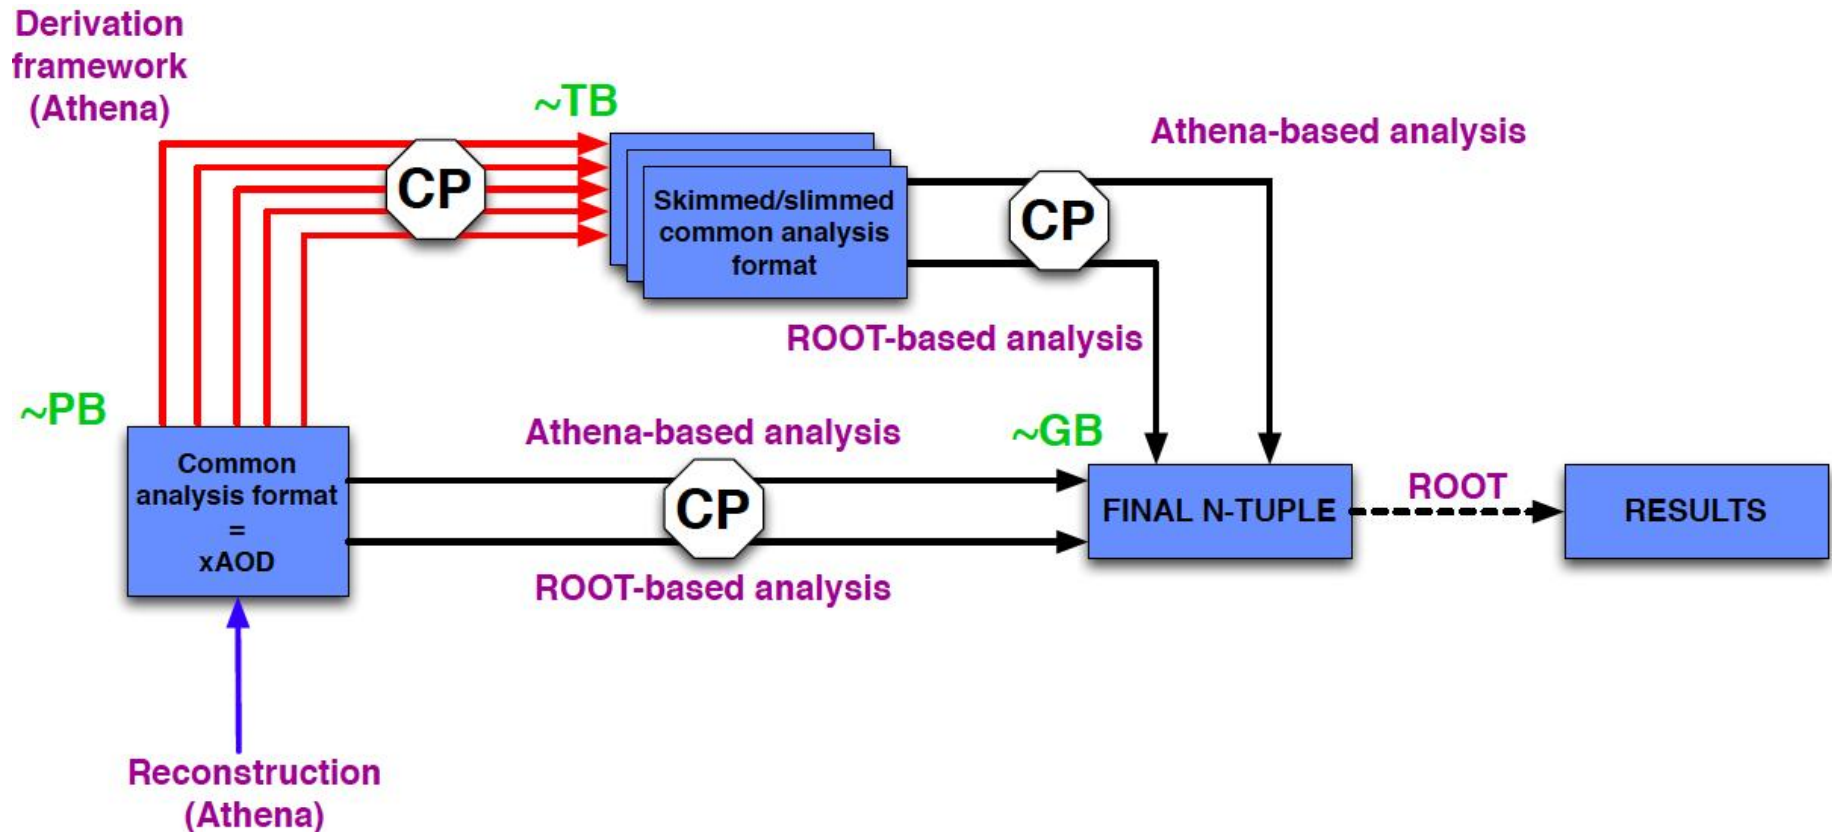 Derivation
framework
(Athena)
~TB
CP
Skimmed/slimmed
common analysis
format
CP
Athena-based analysis
ROOT-based analysis
~PB
Common
analysis format
=
xAOD
Athena-based analysis
CP
ROOT-based analysis
~GB
FINAL N-TUPLE
ROOT
RESULTS
Reconstruction
(Athena)